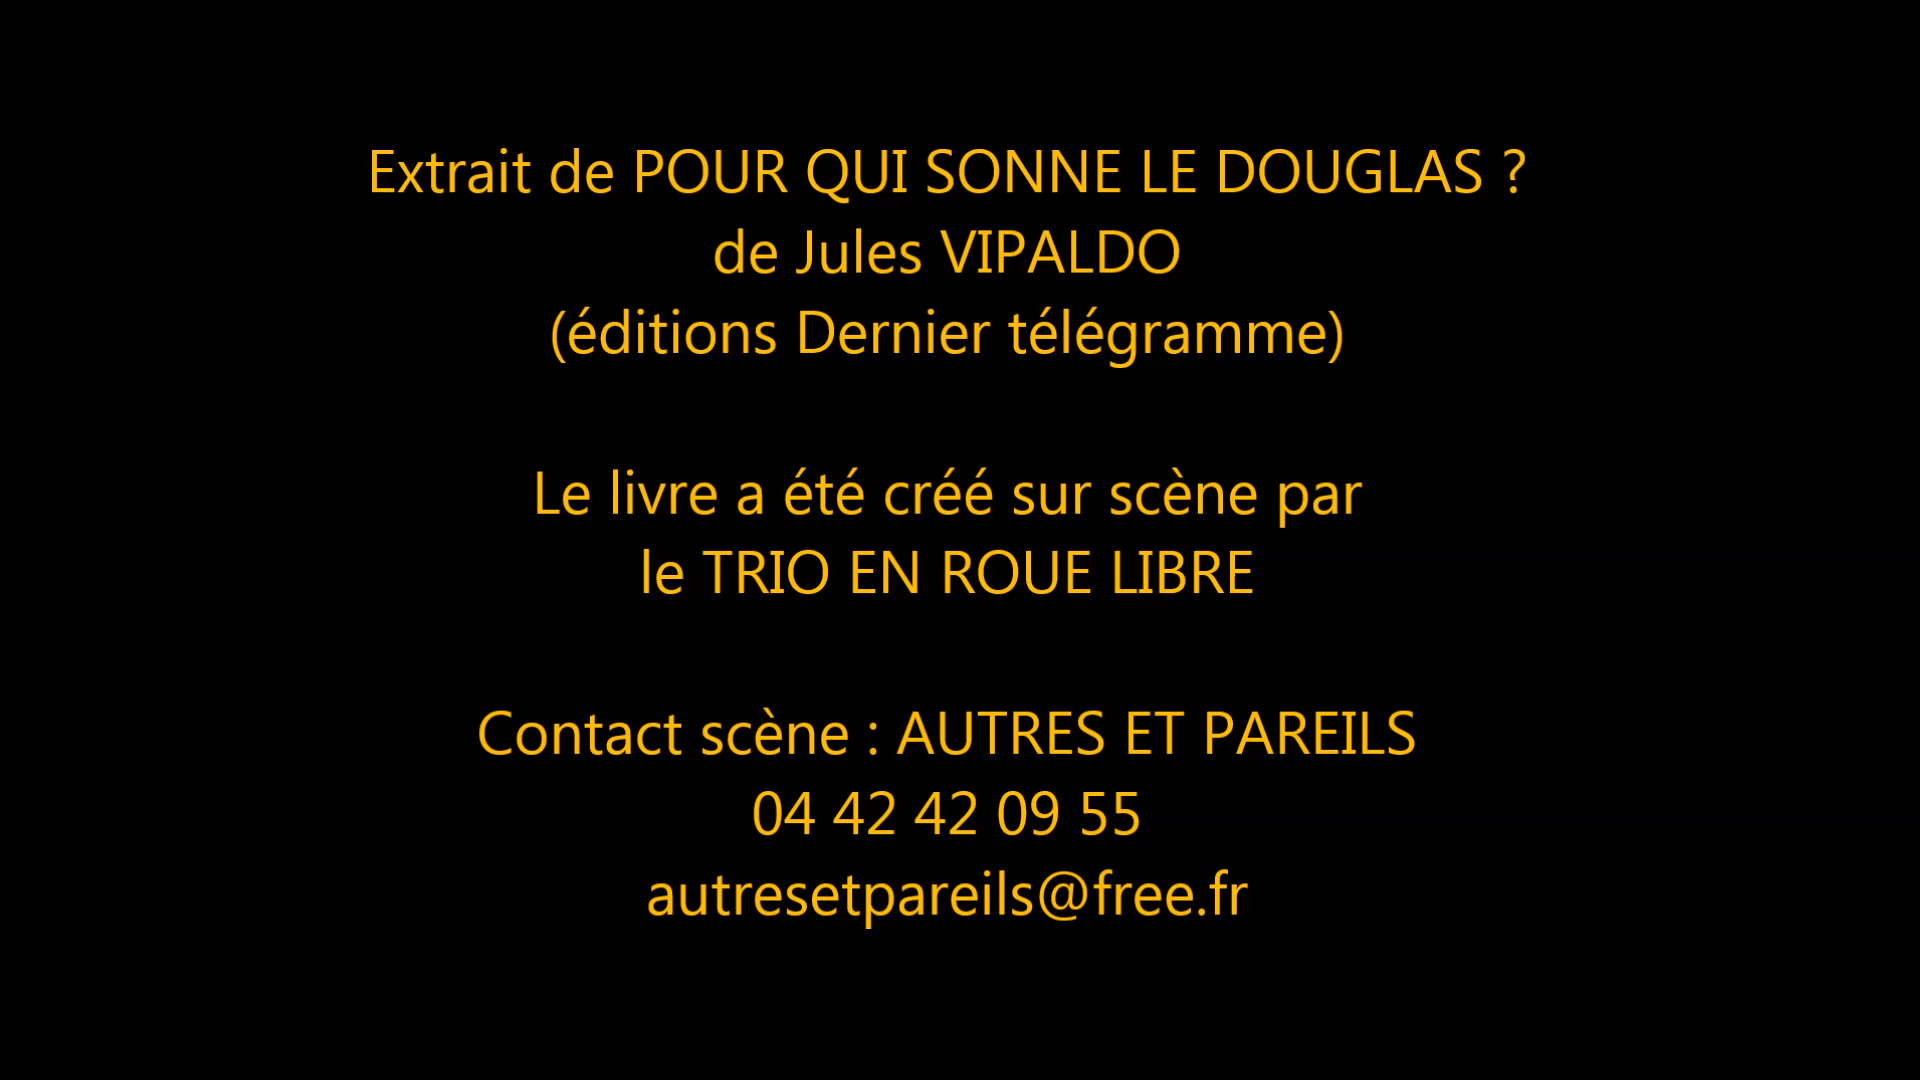 Extrait de POUR QUI SONNE LE DOUGLAS ?
de Jules VIPALDO
(éditions Dernier télégramme)
Le livre a été créé sur scène par
le TRIO EN ROUE LIBRE
Contact scène : AUTRES ET PAREILS
04 42 42 09 55
autresetpareils@free.fr